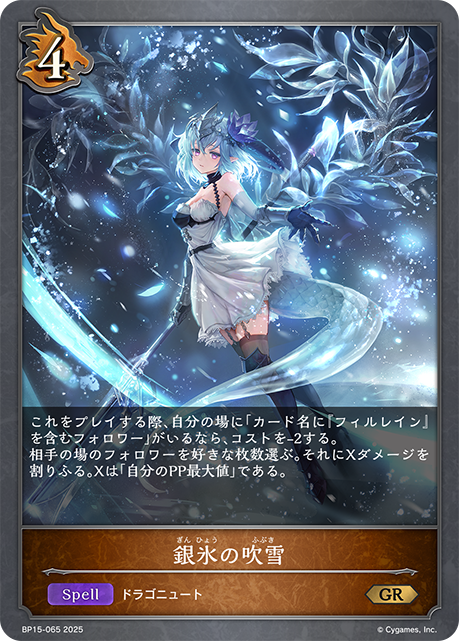 4
これをプレイする際、自分の場に「カード名に『フィルレイン』
を含むフォロワー」がいるなら、コストを-2する。
相手の場のフォロワーを好きな枚数選ぶ。それにXダメージを
割りふる。Xは「自分のPP最大値」である。
ぎん ひょう ふぶき
銀氷の吹雪
Spell ドラゴニュート GR
BP15-065 2025 © Cygames, Inc.